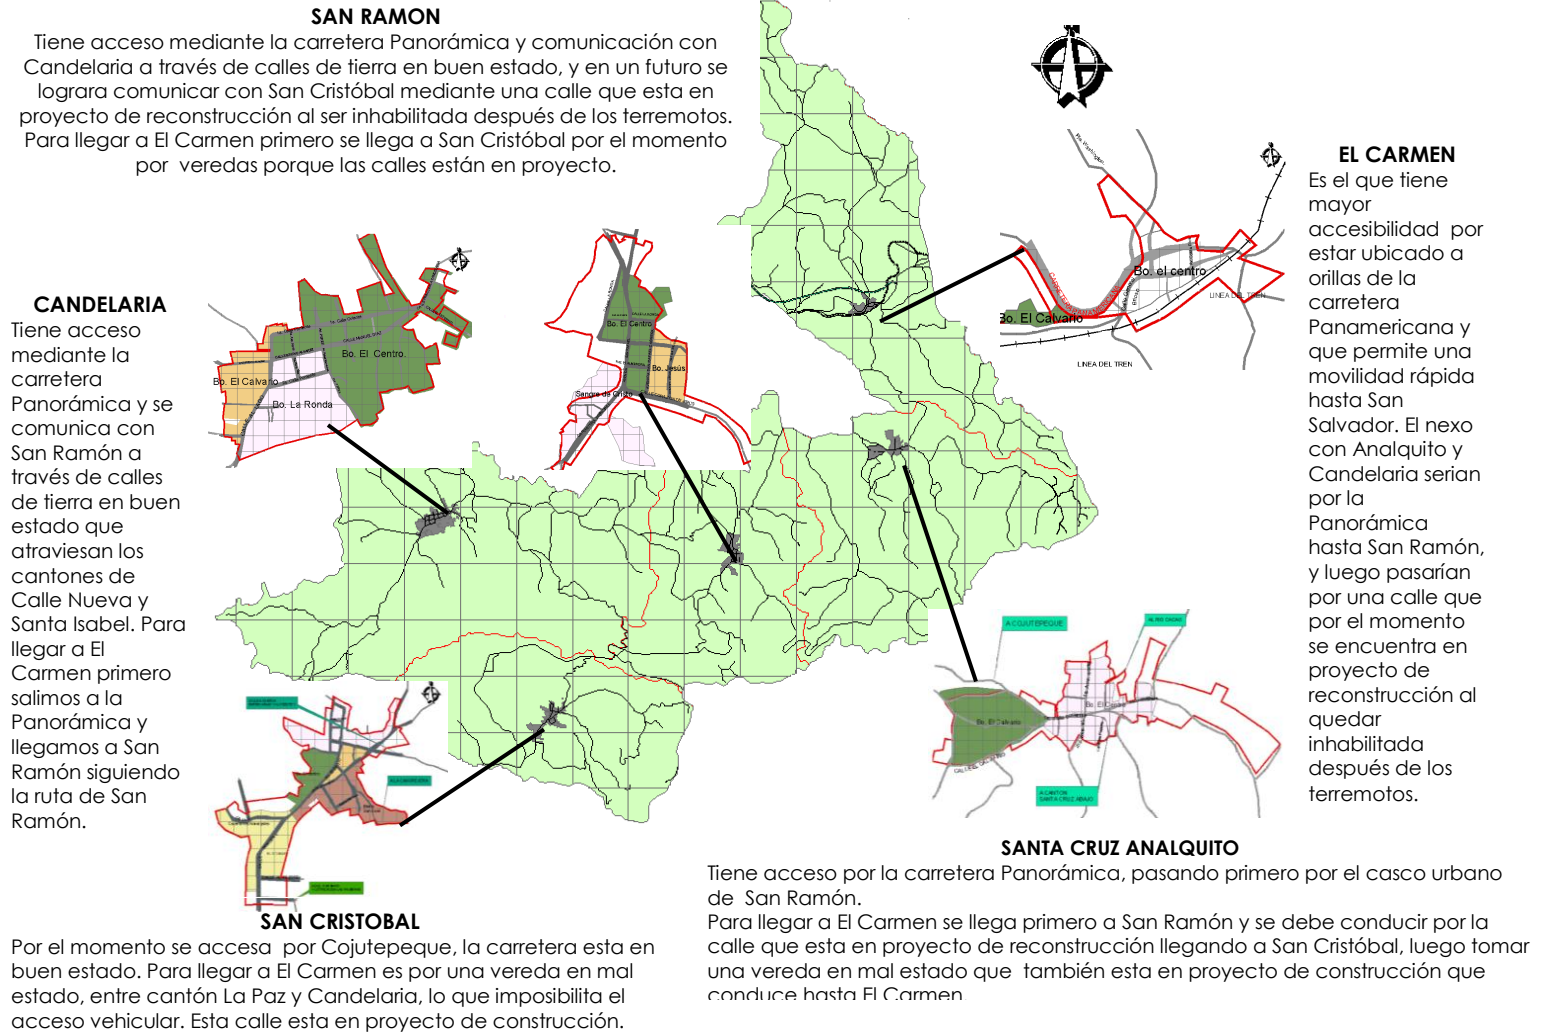 SAN RAMON
Tiene acceso mediante la carretera Panorámica y comunicación con
Candelaria a través de calles de tierra en buen estado, y en un futuro se
lograra comunicar con San Cristóbal mediante una calle que esta en
proyecto de reconstrucción al ser inhabilitada después de los terremotos.
Para llegar a El Carmen primero se llega a San Cristóbal por el momento
por veredas porque las calles están en proyecto.
CANDELARIA
Tiene acceso
mediante la
carretera
Panorámica y se
comunica con
San Ramón a
través de calles
de tierra en buen
estado que
atraviesan los
cantones de
Calle Nueva y
Santa Isabel. Para
llegar a El
Carmen primero
salimos a la
Panorámica y
llegamos a San
Ramón siguiendo
la ruta de San
Ramón.
Bo. El Centro.
Bo. El Calvario
Bo. La Ronda
Bo. El Centro
Bo. Jesús
Sangre de Cristo
Bo. el centro
LINEA DEL TREN
Bo. El Calvario
LINEA DEL TREN
EL CARMEN
Es el que tiene
mayor
accesibilidad por
estar ubicado a
orillas de la
carretera
Panamericana y
que permite una
movilidad rápida
hasta San
Salvador. El nexo
con Analquito y
Candelaria serian
por la
Panorámica
hasta San Ramón,
y luego pasarían
por una calle que
por el momento
se encuentra en
proyecto de
reconstrucción al
quedar
inhabilitada
después de los
terremotos.
A COJUTEPEQUE
Bo. El Calvario
Bo. El Centro
A CANTON
SANTA CRUZ ABAJO
SANTA CRUZ ANALQUITO
Tiene acceso por la carretera Panorámica, pasando primero por el casco urbano
de San Ramón.
Para llegar a El Carmen se llega primero a San Ramón y se debe conducir por la
calle que esta en proyecto de reconstrucción llegando a San Cristóbal, luego tomar
una vereda en mal estado que también esta en proyecto de construcción que
conduce hasta El Carmen.
SAN CRISTOBAL
Por el momento se accesa por Cojutepeque, la carretera esta en
buen estado. Para llegar a El Carmen es por una vereda en mal
estado, entre cantón La Paz y Candelaria, lo que imposibilita el
acceso vehicular. Esta calle esta en proyecto de construcción.